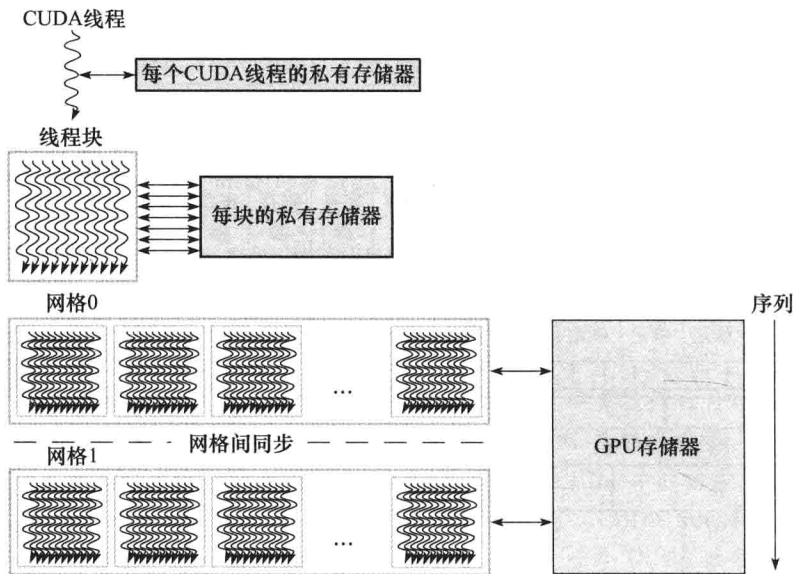 CUDA线程
每个CUDA线程的私有存储器
线程块
每块的私有存储器
网格0
序列
...
网格间同步
GPU存储器
网格1
...